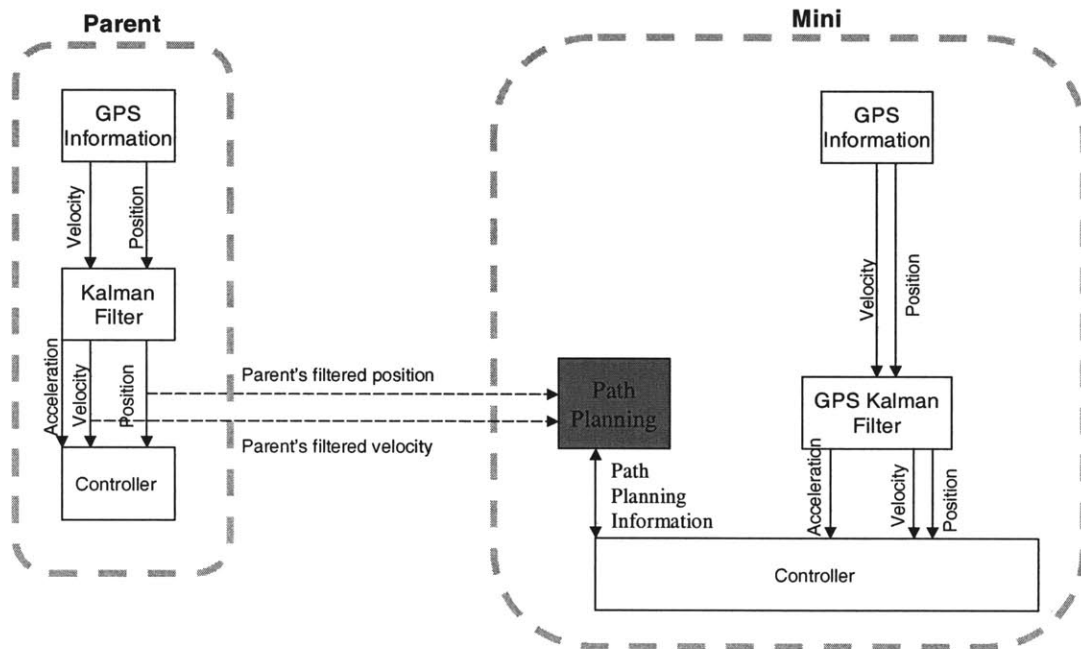 Parent
GPS
Information
Velocity
Position
Kalman
Filter
Acceleration
Velocity
Position
Controller
Parent's filtered position
Parent's filtered velocity
Mini
GPS
Information
Velocity
Position
Path
Planning
GPS Kalman
Filter
Path
Planning
Information
Acceleration
Velocity
Position
Controller